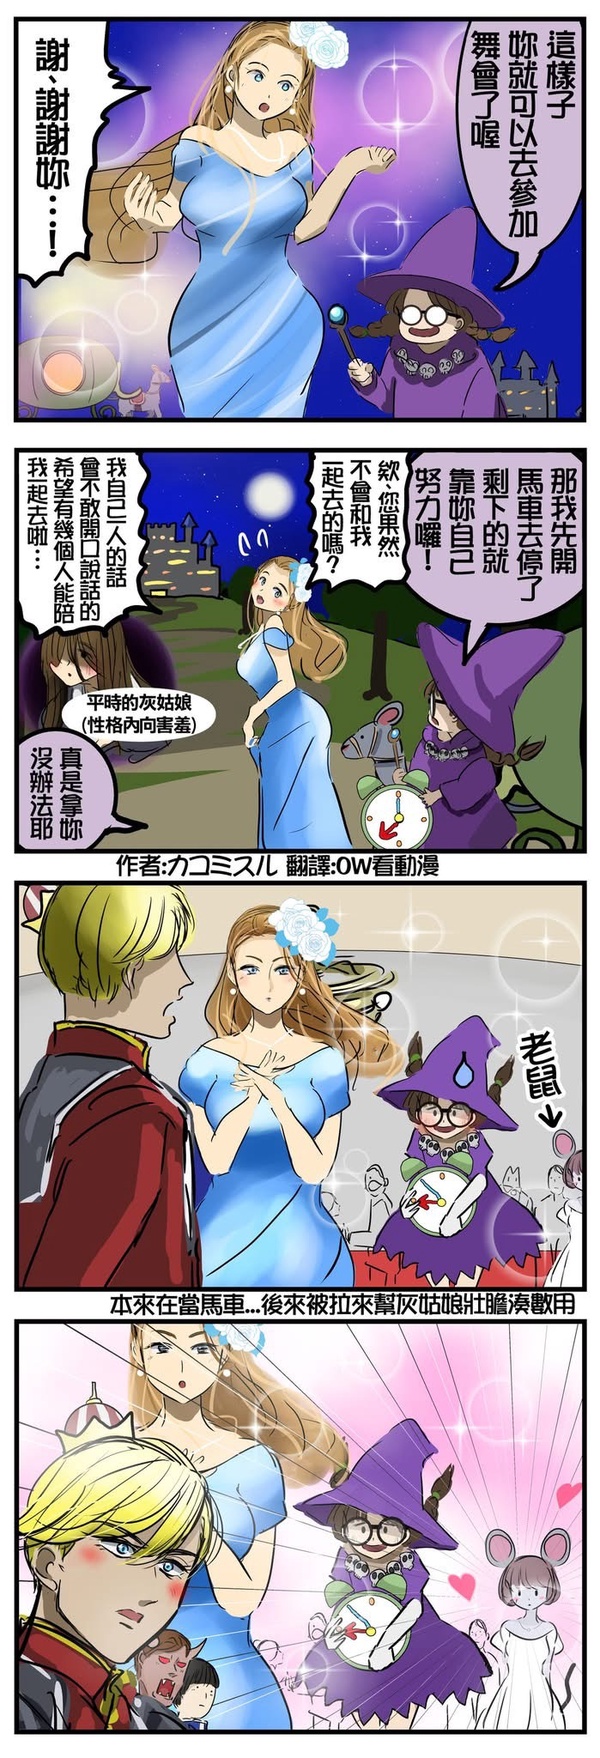 這樣子
妳就可以去參加
舞會了喔
謝、謝謝妳…！
那我先開
馬車去停了
剩下的就
靠妳自己
努力囉！
欸、您果然
不會和我
一起去的嗎？
我自己一人的話
會不敢開口說話的
希望有幾個人能陪
我一起去啦…
平時的灰姑娘
(性格內向害羞)
真是拿妳
沒辦法耶
作者:カコミスル 翻譯:OW看動漫
老鼠
本來在當馬車...後來被拉來幫灰姑娘壯膽湊數用